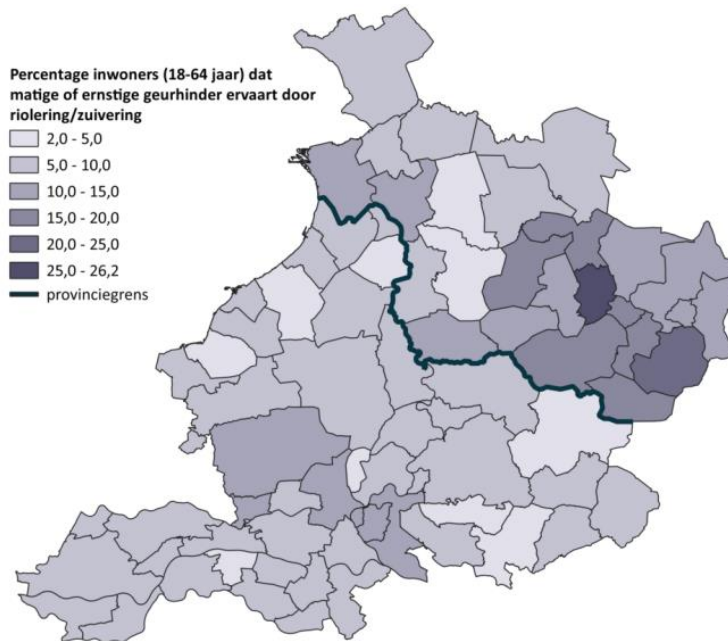 Percentage inwoners (18-64 jaar) dat
matige of ernstige geurhinder ervaart door
riolering/zuivering
2,0 - 5,0
5,0 - 10,0
10,0 - 15,0
15,0 - 20,0
20,0 - 25,0
25,0 - 26,2
provinciegrens